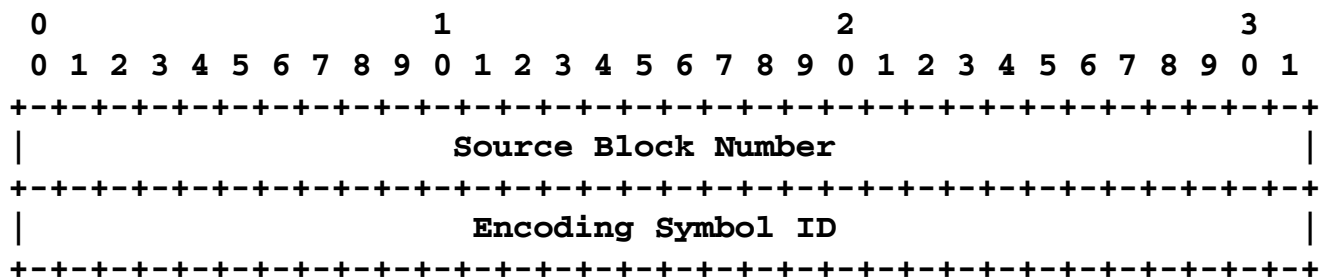 0                   1                   2                   3
 0 1 2 3 4 5 6 7 8 9 0 1 2 3 4 5 6 7 8 9 0 1 2 3 4 5 6 7 8 9 0 1
+-+-+-+-+-+-+-+-+-+-+-+-+-+-+-+-+-+-+-+-+-+-+-+-+-+-+-+-+-+-+-+-+
|                     Source Block Number                       |
+-+-+-+-+-+-+-+-+-+-+-+-+-+-+-+-+-+-+-+-+-+-+-+-+-+-+-+-+-+-+-+-+
|                      Encoding Symbol ID                       |
+-+-+-+-+-+-+-+-+-+-+-+-+-+-+-+-+-+-+-+-+-+-+-+-+-+-+-+-+-+-+-+-+